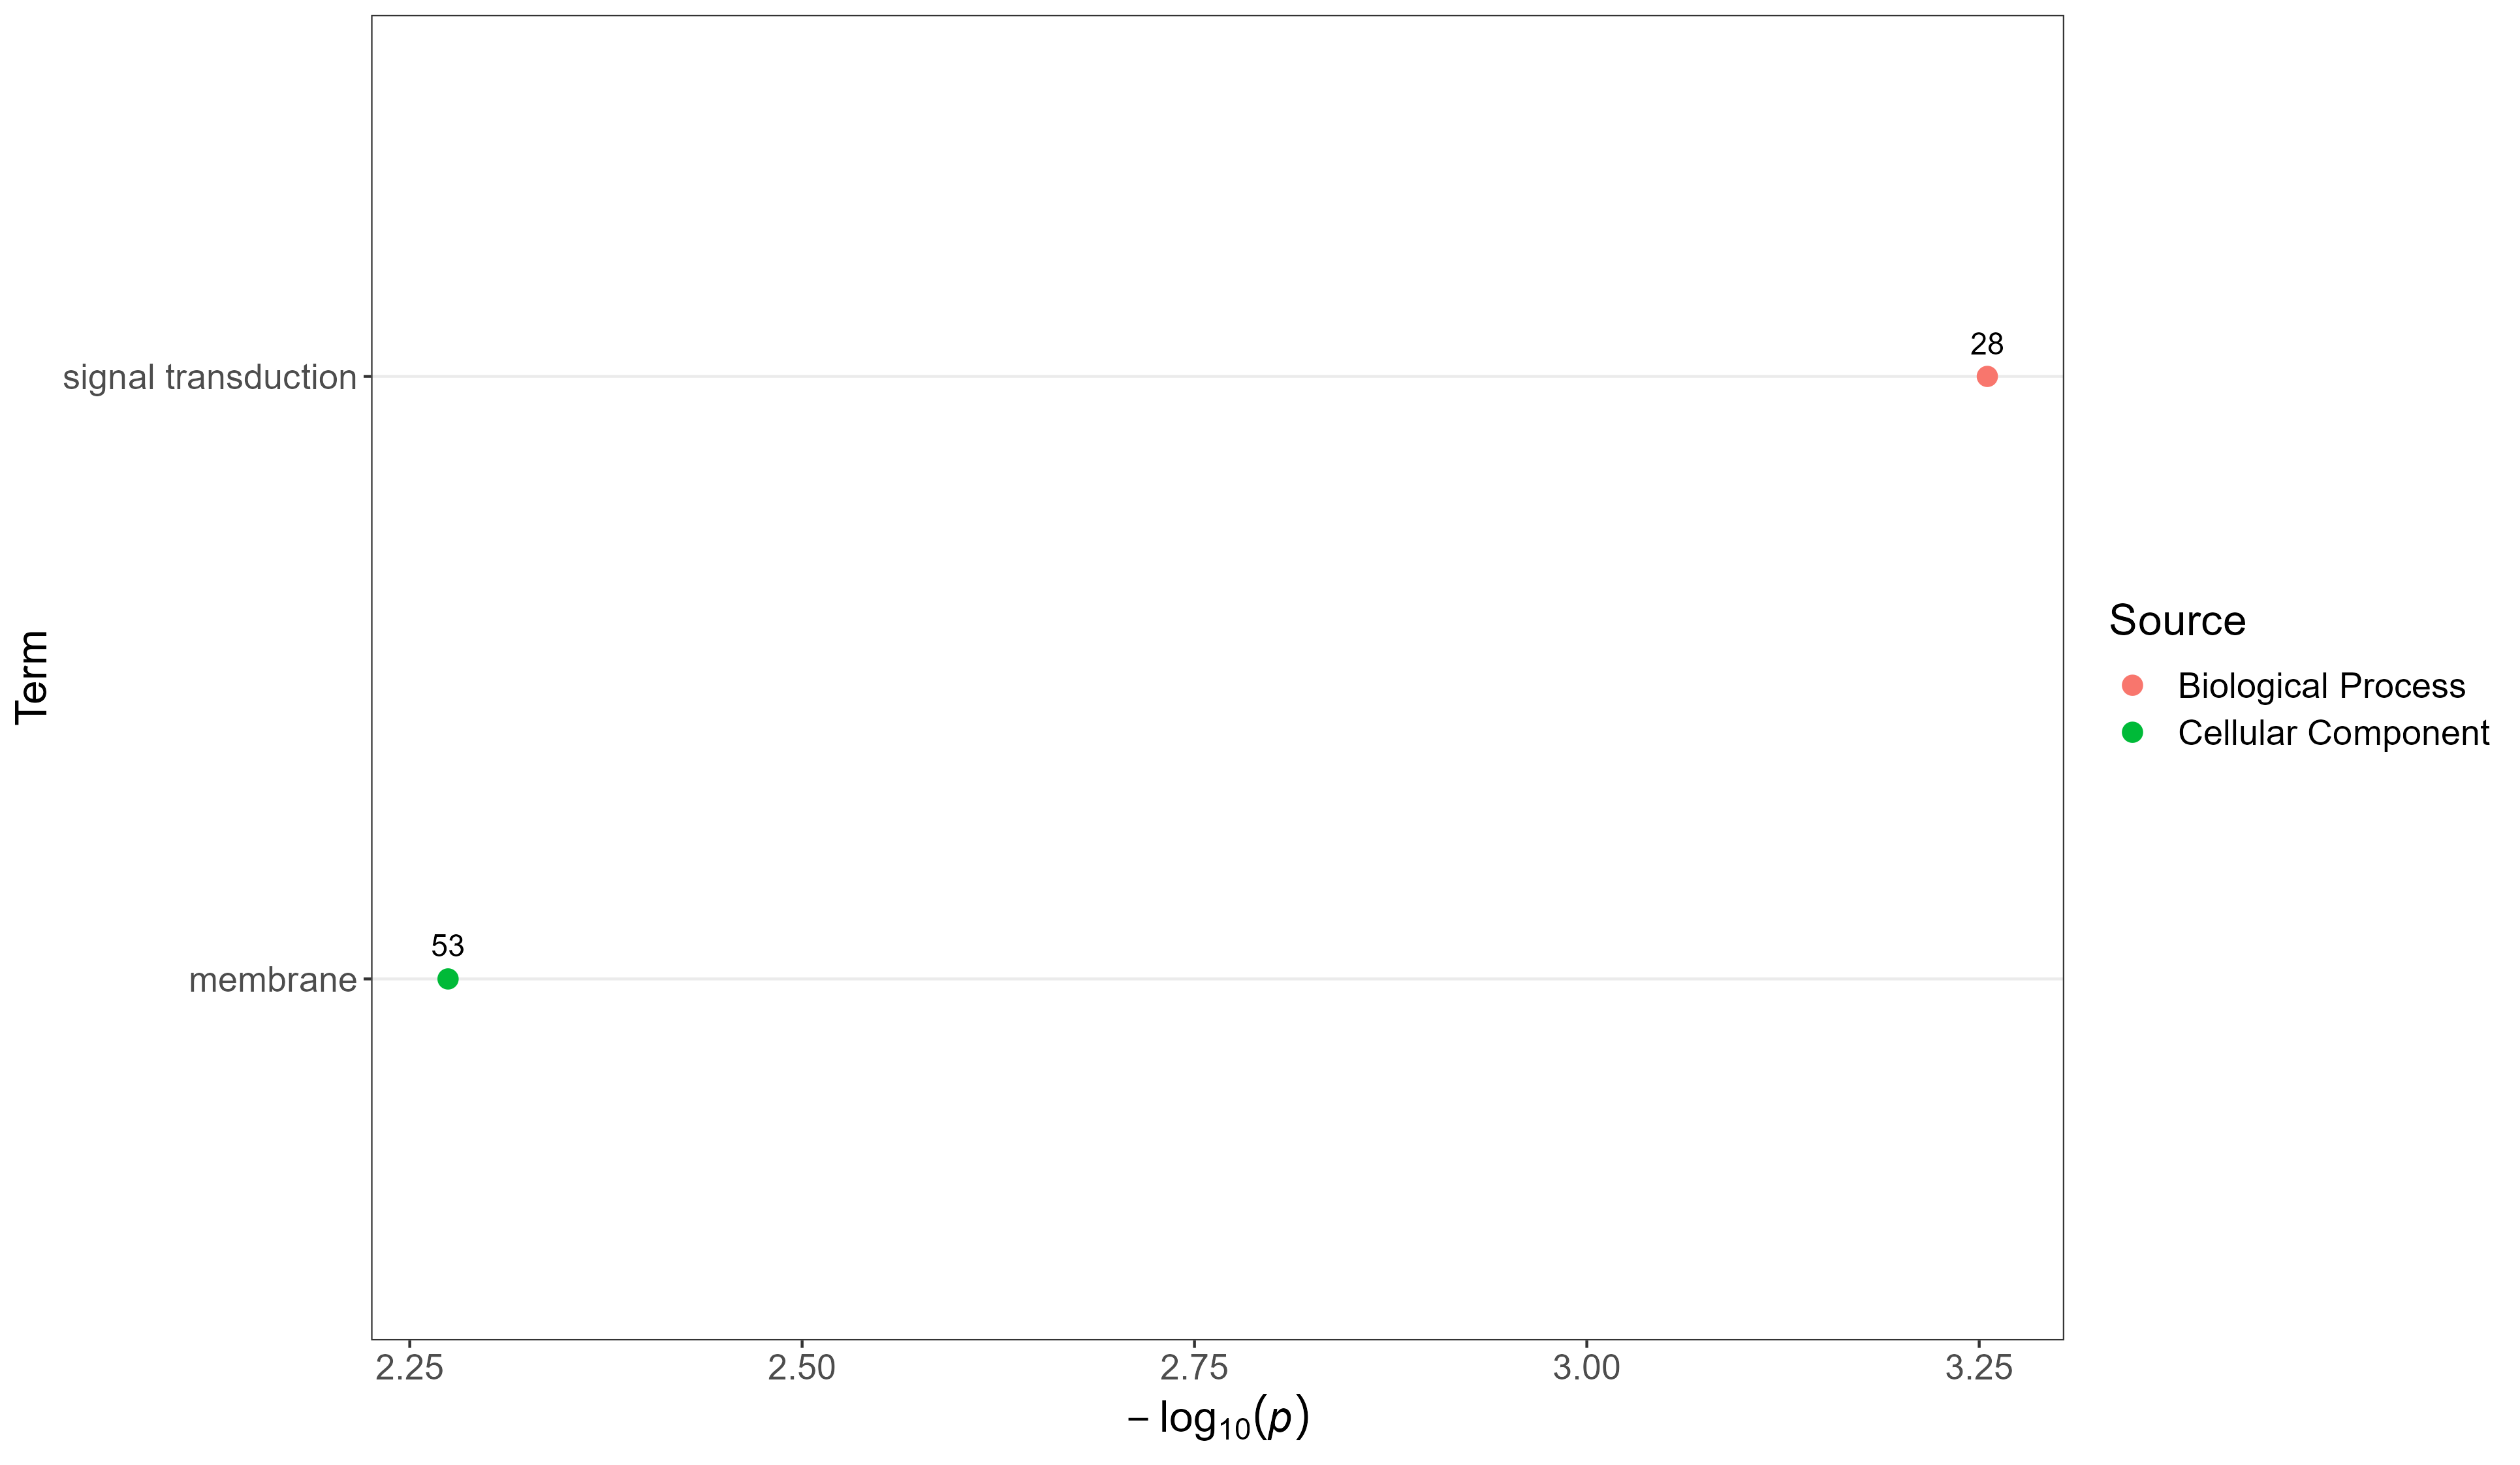 28
signal transduction
53
membrane
Term
2.25 2.50 2.75 3.00 3.25
− log₁₀(p)
Source
Biological Process
Cellular Component